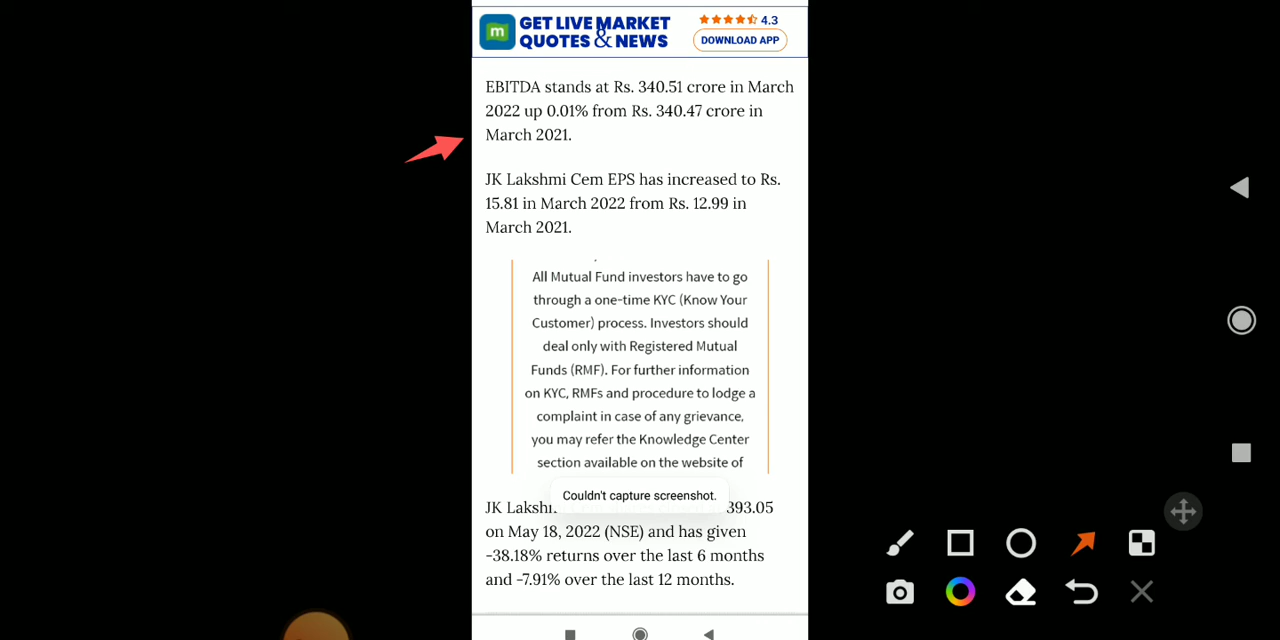 m
GET LIVE MARKET
QUOTES & NEWS
4.3
DOWNLOAD APP
EBITDA stands at Rs. 340.51 crore in March
2022 up 0.01% from Rs. 340.47 crore in
March 2021.
JK Lakshmi Cem EPS has increased to Rs.
15.81 in March 2022 from Rs. 12.99 in
March 2021.
All Mutual Fund investors have to go
through a one-time KYC (Know Your
Customer) process. Investors should
deal only with Registered Mutual
Funds (RMF). For further information
on KYC, RMFs and procedure to lodge a
complaint in case of any grievance,
you may refer the Knowledge Center
section available on the website of
Couldn't capture screenshot.
JK Lakshm 393.05
on May 18, 2022 (NSE) and has given
-38.18% returns over the last 6 months
and -7.91% over the last 12 months.